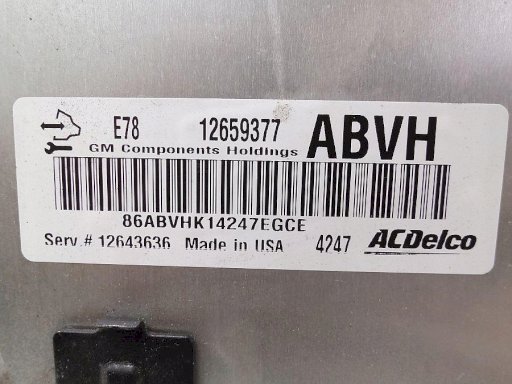 E78 12659377 ABVH
GM Components Holdings
86ABVHK14247EGCE
Serv.# 12643636 Made in USA 4247 ACDelco